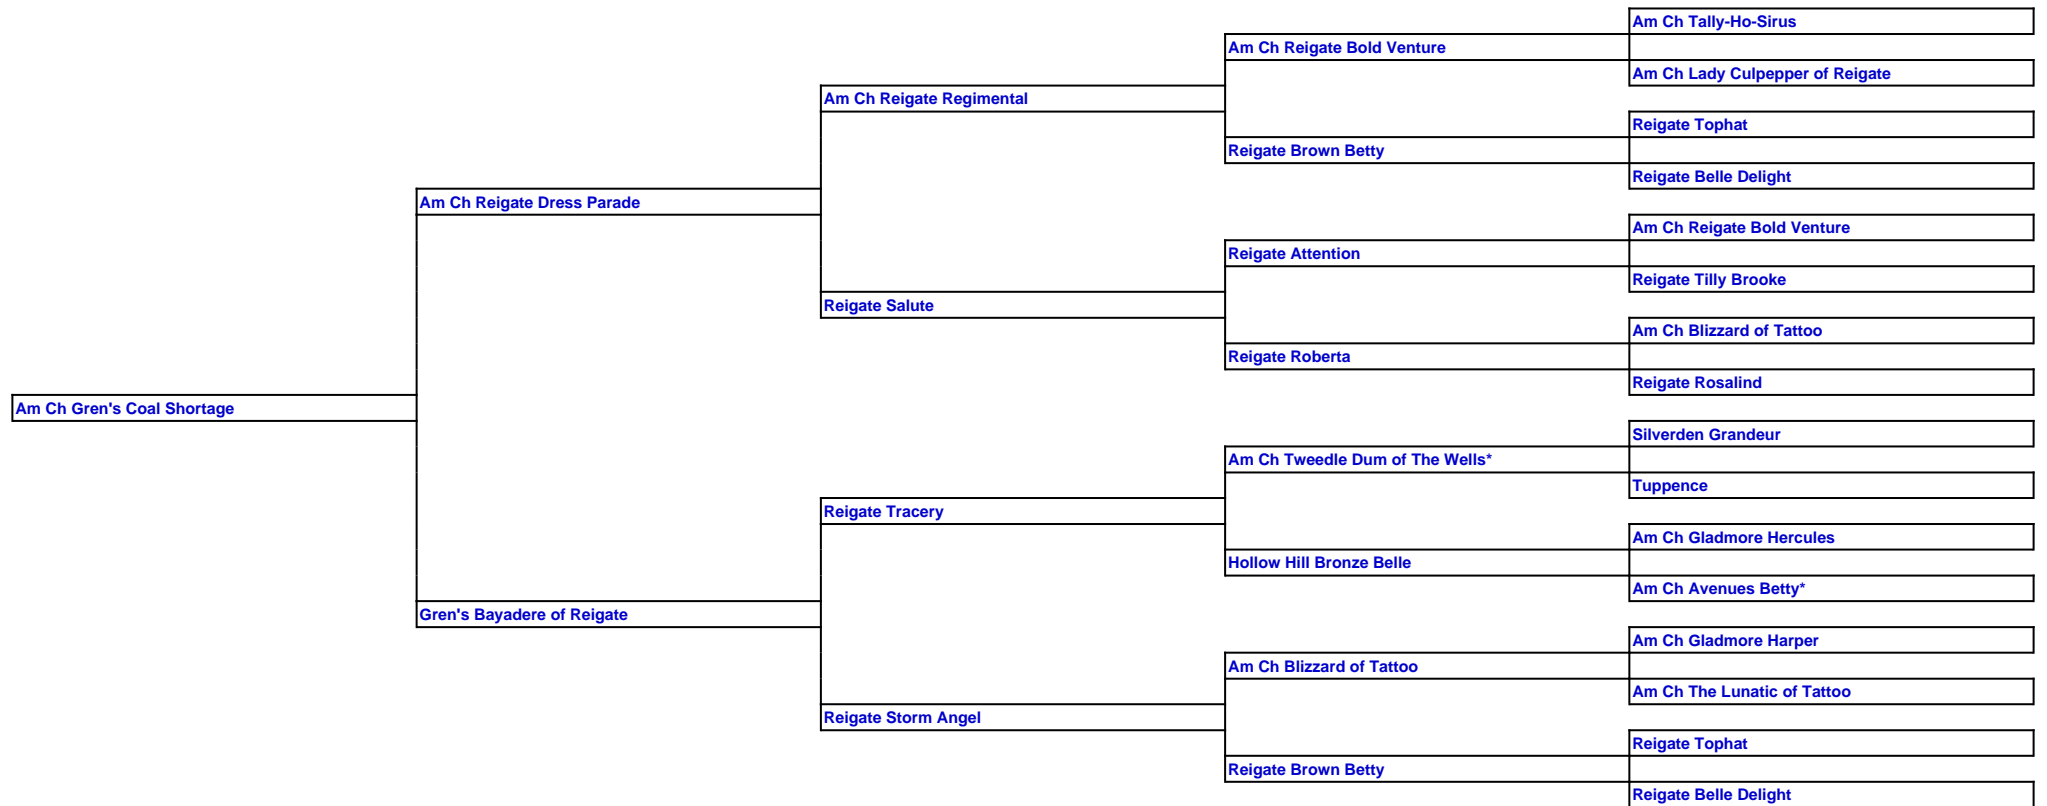 Am Ch Tally-Ho-Sirus
Am Ch Reigate Bold Venture
Am Ch Lady Culpepper of Reigate
Am Ch Reigate Regimental
Reigate Tophat
Reigate Brown Betty
Reigate Belle Delight
Am Ch Reigate Dress Parade
Am Ch Reigate Bold Venture
Reigate Attention
Reigate Tilly Brooke
Reigate Salute
Am Ch Blizzard of Tattoo
Reigate Roberta
Reigate Rosalind
Am Ch Gren's Coal Shortage
Silverden Grandeur
Am Ch Tweedle Dum of The Wells*
Tuppence
Reigate Tracery
Am Ch Gladmore Hercules
Hollow Hill Bronze Belle
Am Ch Avenues Betty*
Gren's Bayadere of Reigate
Am Ch Gladmore Harper
Am Ch Blizzard of Tattoo
Am Ch The Lunatic of Tattoo
Reigate Storm Angel
Reigate Tophat
Reigate Brown Betty
Reigate Belle Delight